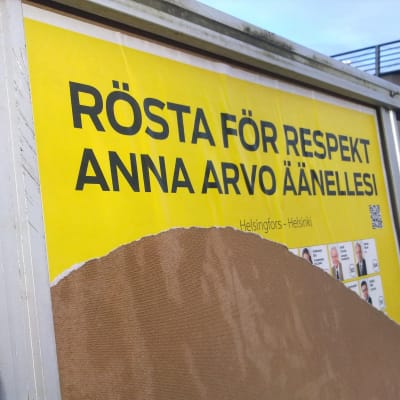 RÖSTA FÖR RESPEKT
ANNA ARVO ÄÄNELLESI
Helsingfors - Helsinki